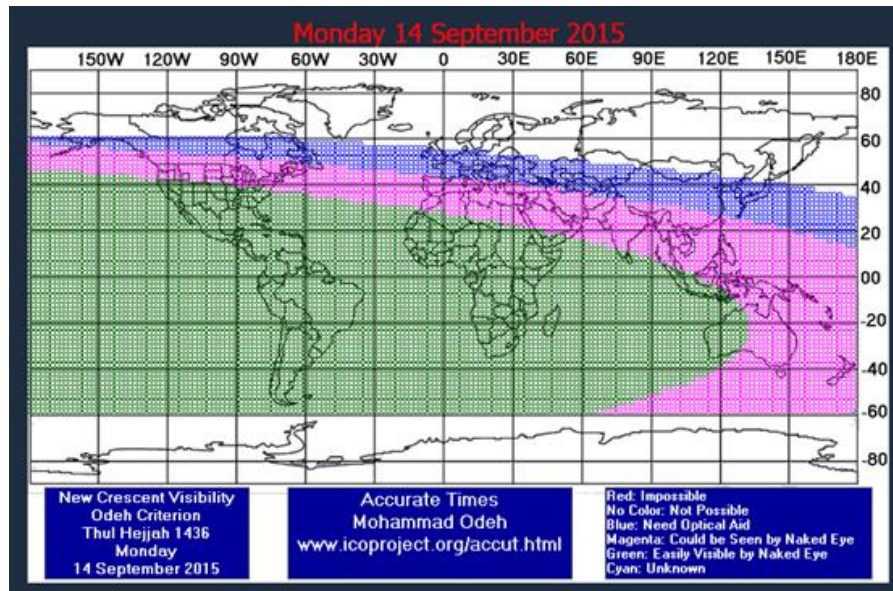 Monday 14 September 2015
150W 120W 90W 60W 30W 0 30E 60E 90E 120E 150E 180E
80
60
40
20
00
-20
-40
-60
-80
New Crescent Visibility
Odeh Criterion
Thul Hejjah 1436
Monday
14 September 2015
Accurate Times
Mohammad Odeh
www.icoproject.org/accut.html
Red: Impossible
No Color: Not Possible
Blue: Need Optical Aid
Magenta: Could be Seen by Naked Eye
Green: Easily Visible by Naked Eye
Cyan: Unknown